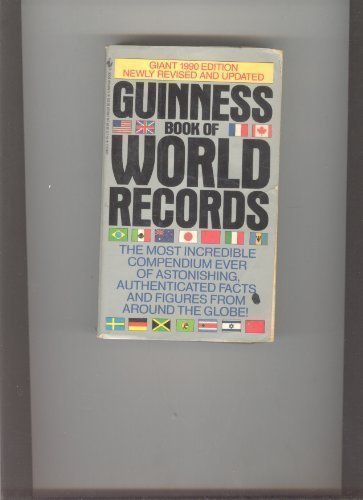 GIANT 1990 EDITION
NEWLY REVISED AND UPDATED
GUINNESS
BOOK OF
WORLD
RECORDS
THE MOST INCREDIBLE
COMPENDIUM EVER
OF ASTONISHING,
AUTHENTICATED FACTS
AND FIGURES FROM
AROUND THE GLOBE!